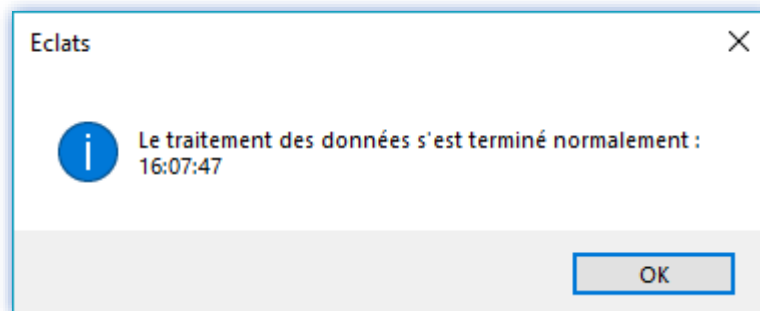 Eclats
Le traitement des données s'est terminé normalement :
16:07:47
OK